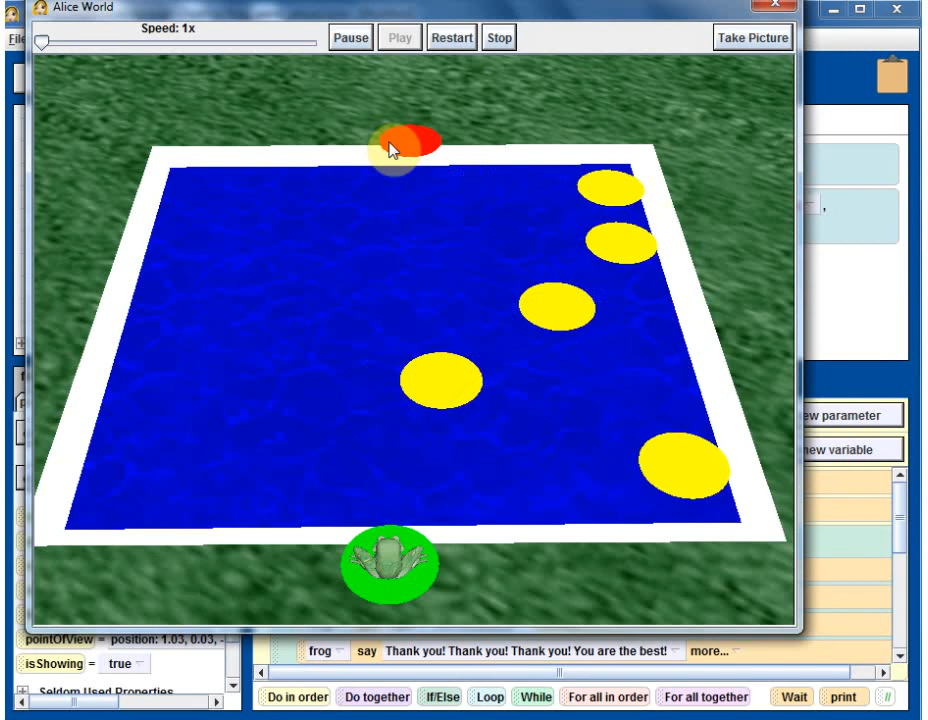 Alice World
File
Speed: 1x
Pause
Play
Restart
Stop
Take Picture
,
parameter
new variable
pointOfView = position: 1.03, 0.03, -
isShowing = true
Seldom Used Properties
frog say Thank you! Thank you! Thank you! You are the best! more...
Do in order Do together If/Else Loop While For all in order For all together Wait print //